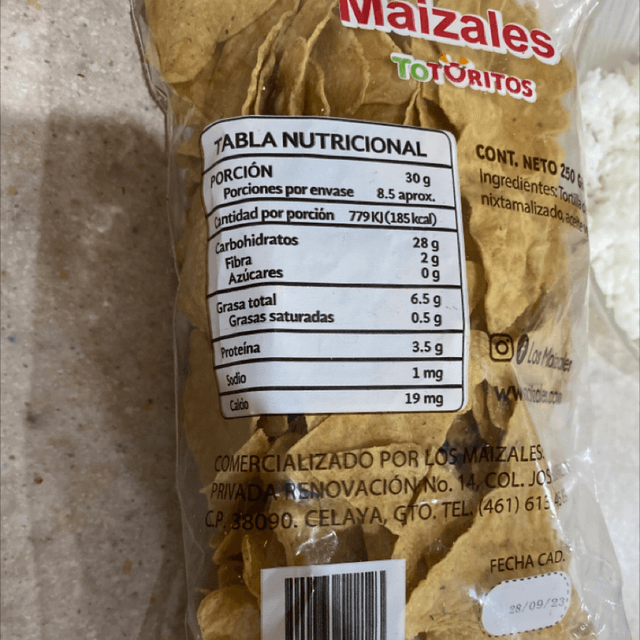 Maizales
TOTORITOS
TABLA NUTRICIONAL
PORCIÓN 30 g
Porciones por envase 8.5 aprox.
Cantidad por porción 779 KJ (185 kcal)
Carbohidratos 28 g
Fibra 2 g
Azúcares 0 g
Grasa total 6.5 g
Grasas saturadas 0.5 g
Proteína 3.5 g
Sodio 1 mg
Calcio 19 mg
CONT. NETO 250
Ingredientes:
nixtamalizado,
Los
COMERCIALIZADO POR LOS MAIZALES
PRIVADA RENOVACIÓN No. 14, COL.
C.P. 38090. CELAYA, GTO. TEL. (461)
FECHA CAD.
28/09/23